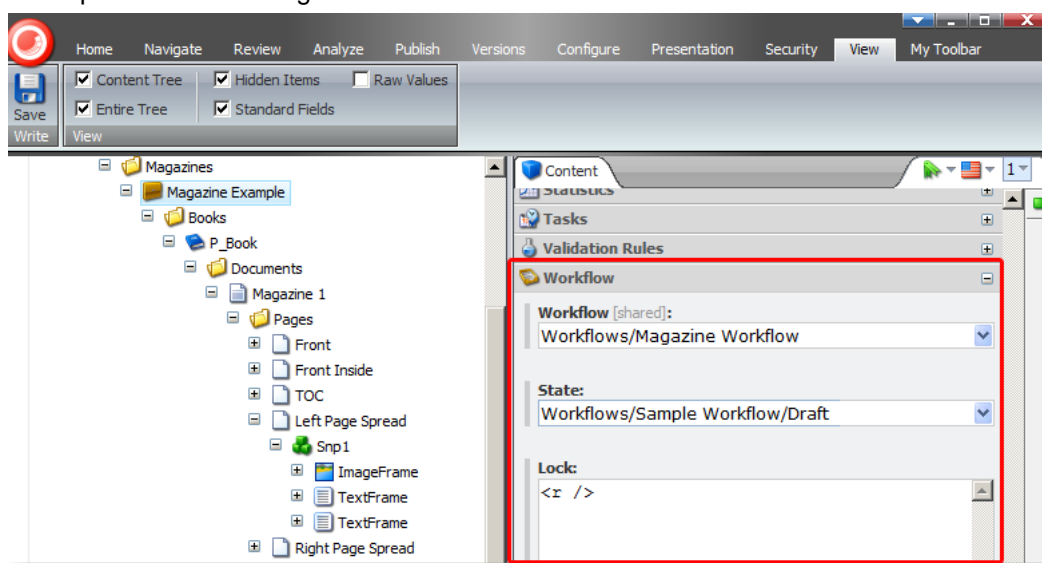 Home Navigate Review Analyze Publish Versions Configure Presentation Security View My Toolbar
Content Tree Hidden Items Raw Values
Entire Tree Standard Fields
Save
Write View
Magazines
Magazine Example
Books
P_Book
Documents
Magazine 1
Pages
Front
Front Inside
TOC
Left Page Spread
Snp1
ImageFrame
TextFrame
TextFrame
Right Page Spread
Content
1
Statistics
Tasks
Validation Rules
Workflow
Workflow [shared]:
Workflows/Magazine Workflow
State:
Workflows/Sample Workflow/Draft
Lock:
<r />